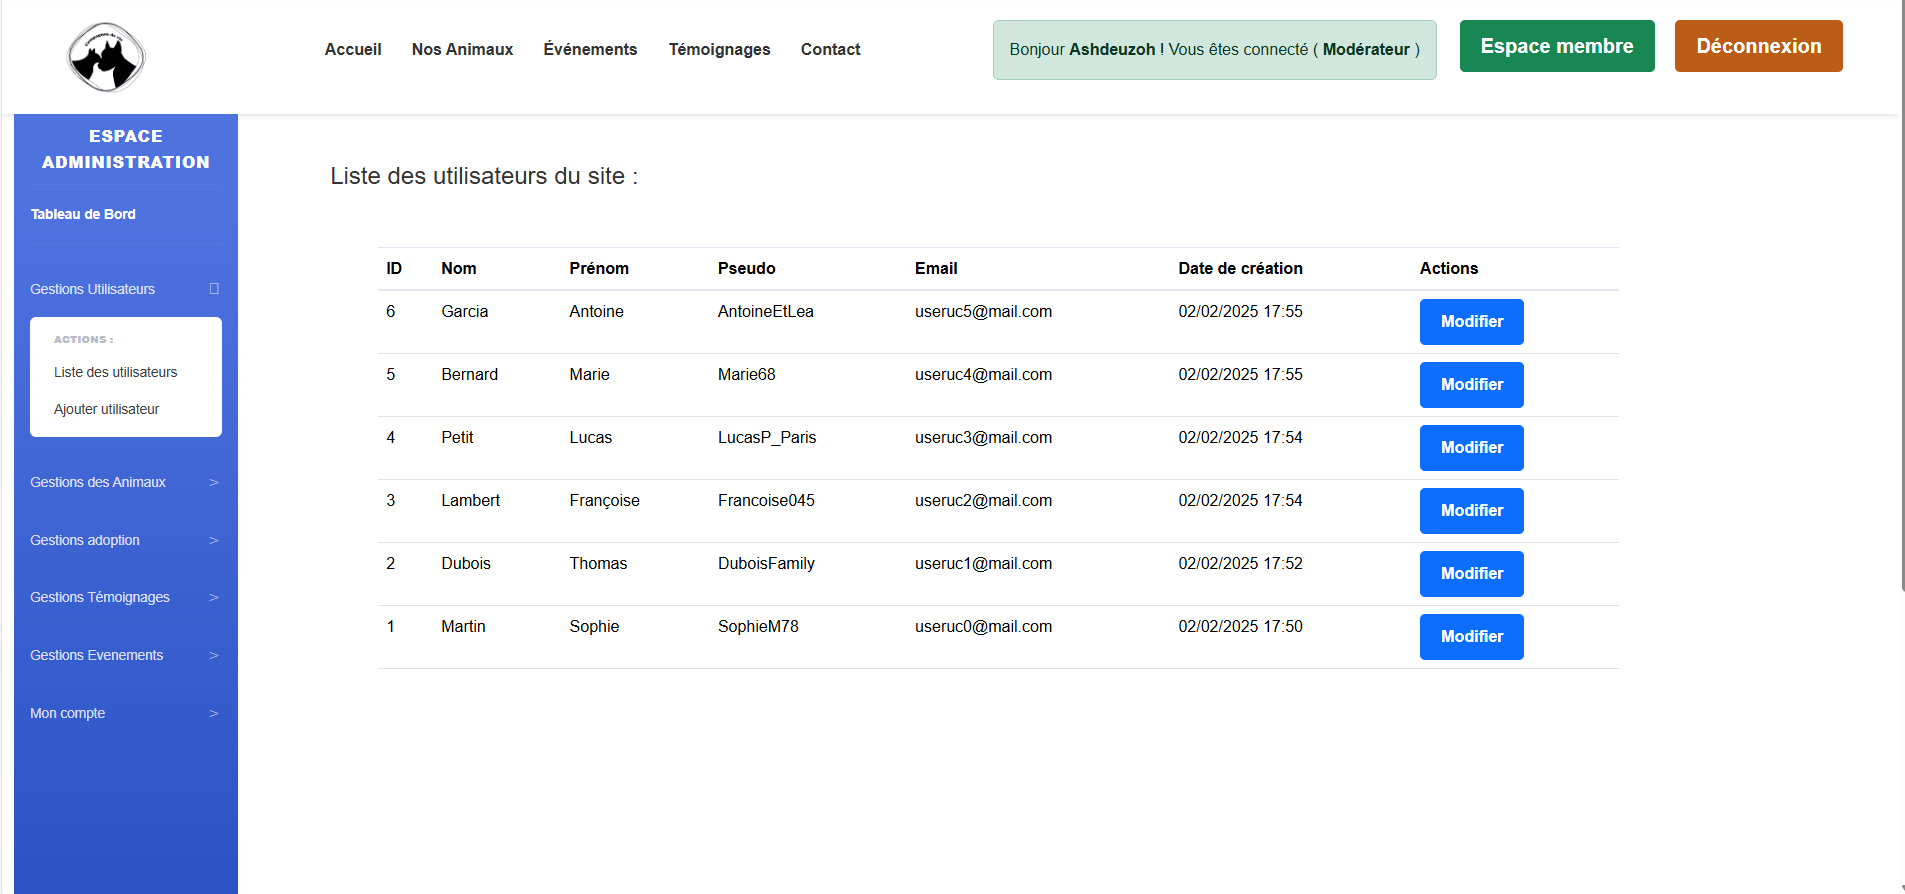 Accueil Nos Animaux Événements Témoignages Contact
Bonjour Ashdeuzoh ! Vous êtes connecté ( Modérateur )
Espace membre
Déconnexion
ESPACE
ADMINISTRATION
Tableau de Bord
Gestions Utilisateurs
ACTIONS :
Liste des utilisateurs
Ajouter utilisateur
Gestions des Animaux >
Gestions adoption >
Gestions Témoignages >
Gestions Evenements >
Mon compte >
Liste des utilisateurs du site :
ID Nom Prénom Pseudo Email Date de création Actions
6 Garcia Antoine AntoineEtLea useruc5@mail.com 02/02/2025 17:55 Modifier
5 Bernard Marie Marie68 useruc4@mail.com 02/02/2025 17:55 Modifier
4 Petit Lucas LucasP_Paris useruc3@mail.com 02/02/2025 17:54 Modifier
3 Lambert Françoise Francoise045 useruc2@mail.com 02/02/2025 17:54 Modifier
2 Dubois Thomas DuboisFamily useruc1@mail.com 02/02/2025 17:52 Modifier
1 Martin Sophie SophieM78 useruc0@mail.com 02/02/2025 17:50 Modifier